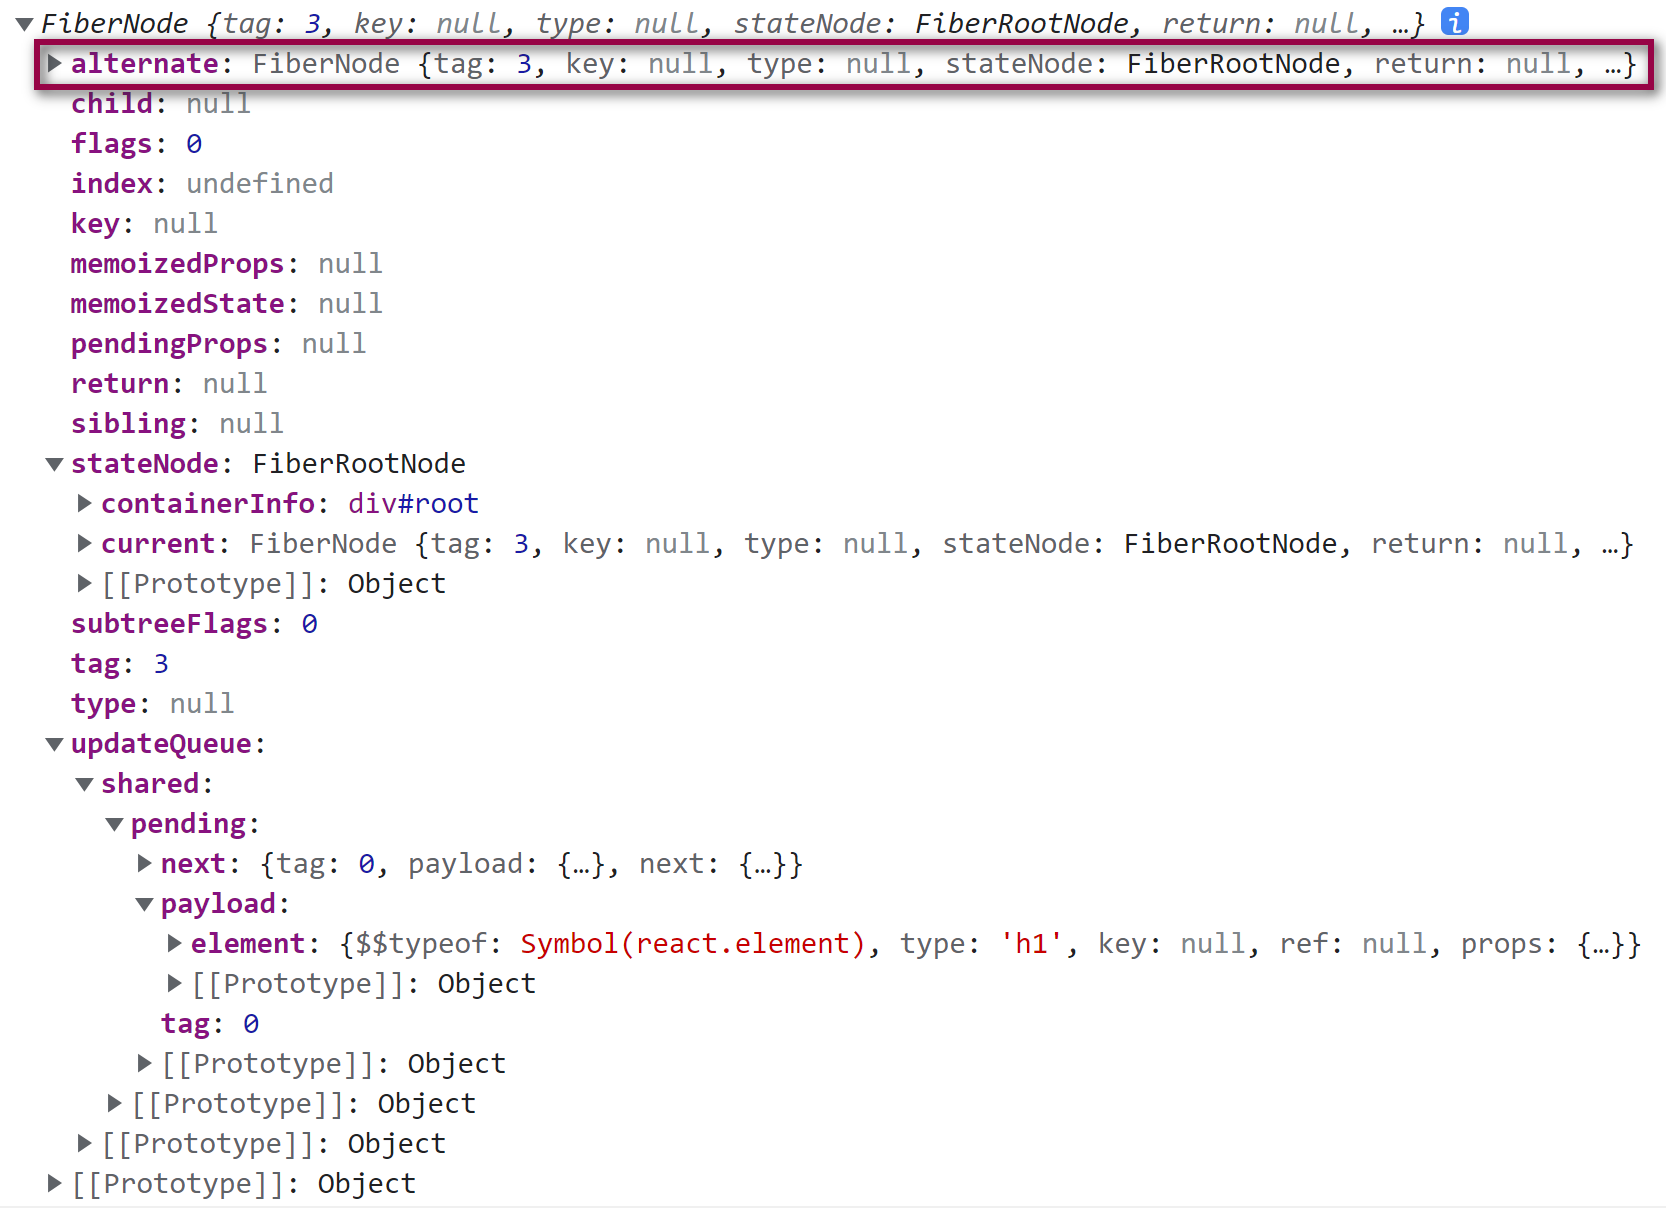 ▼ FiberNode {tag: 3, key: null, type: null, stateNode: FiberRootNode, return: null, …} i
▶ alternate: FiberNode {tag: 3, key: null, type: null, stateNode: FiberRootNode, return: null, …}
child: null
flags: 0
index: undefined
key: null
memoizedProps: null
memoizedState: null
pendingProps: null
return: null
sibling: null
▼ stateNode: FiberRootNode
▶ containerInfo: div#root
▶ current: FiberNode {tag: 3, key: null, type: null, stateNode: FiberRootNode, return: null, …}
▶ [[Prototype]]: Object
subtreeFlags: 0
tag: 3
type: null
▼ updateQueue:
▼ shared:
▼ pending:
▶ next: {tag: 0, payload: {…}, next: {…}}
▼ payload:
▶ element: {$$typeof: Symbol(react.element), type: 'h1', key: null, ref: null, props: {…}}
▶ [[Prototype]]: Object
tag: 0
▶ [[Prototype]]: Object
▶ [[Prototype]]: Object
▶ [[Prototype]]: Object
▶ [[Prototype]]: Object